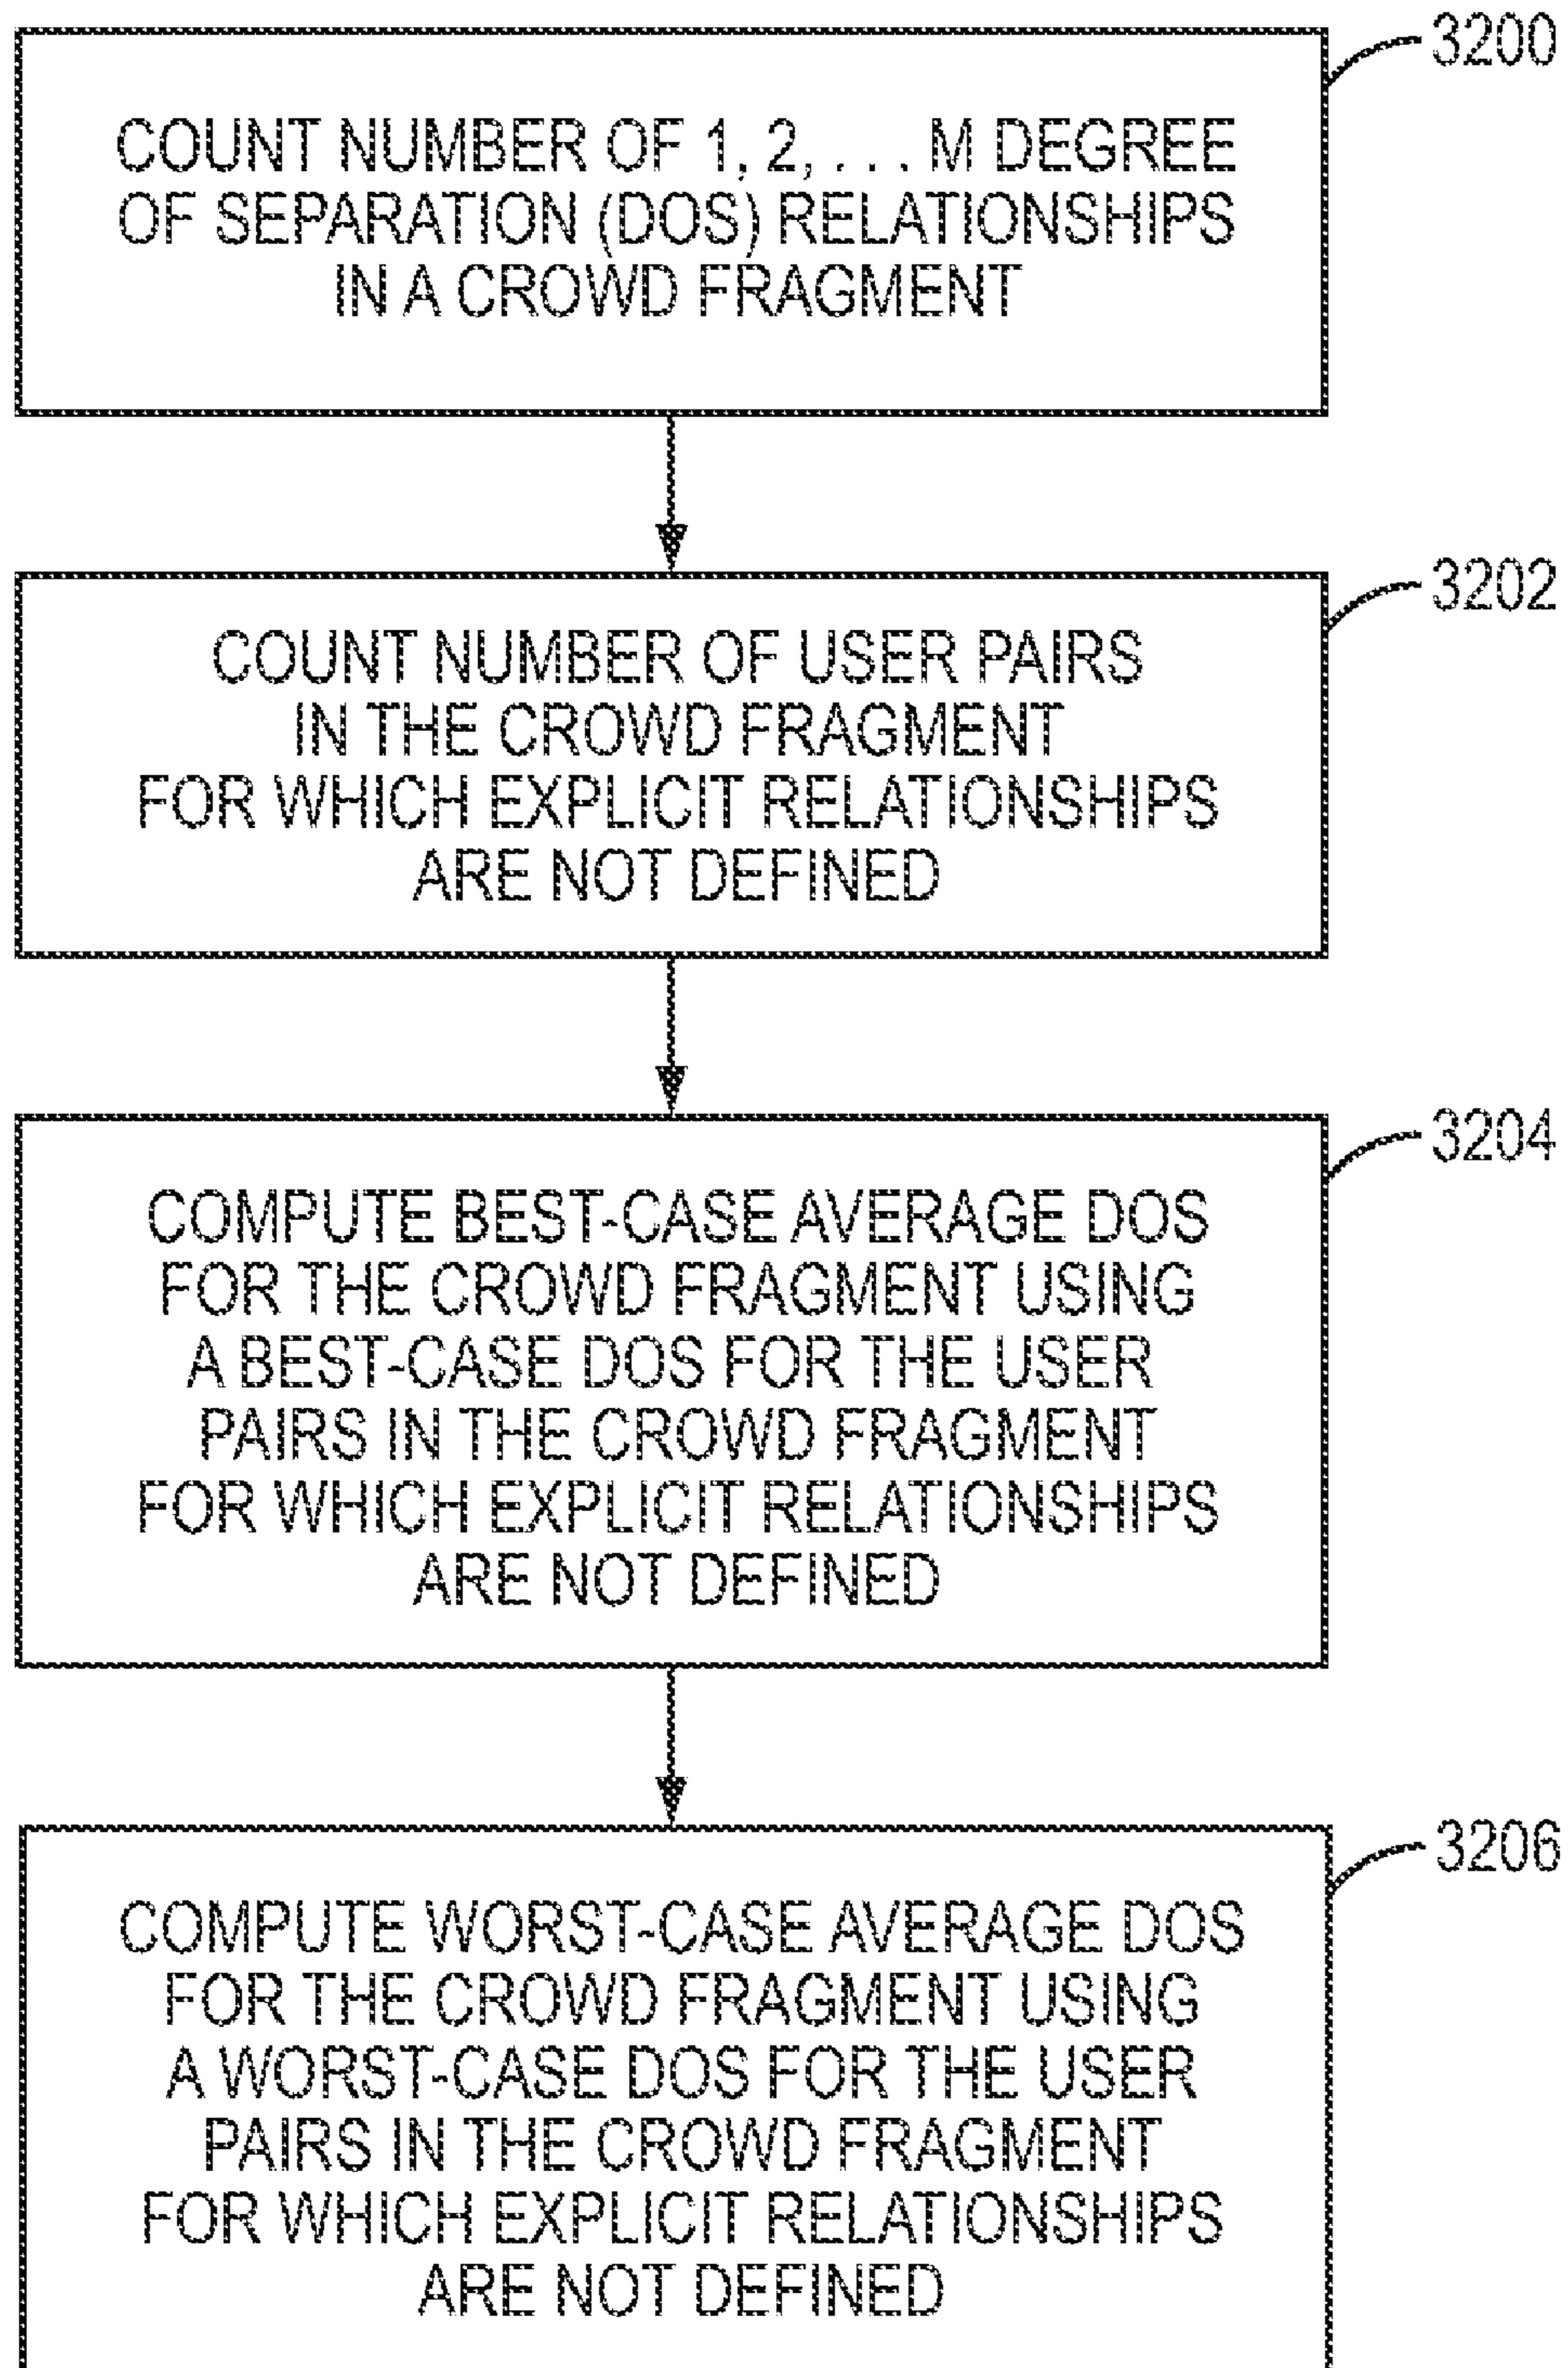 3200
COUNT NUMBER OF 1, 2, . . . M DEGREE
OF SEPARATION (DOS) RELATIONSHIPS
IN A CROWD FRAGMENT
3202
COUNT NUMBER OF USER PAIRS
IN THE CROWD FRAGMENT
FOR WHICH EXPLICIT RELATIONSHIPS
ARE NOT DEFINED
3204
COMPUTE BEST-CASE AVERAGE DOS
FOR THE CROWD FRAGMENT USING
A BEST-CASE DOS FOR THE USER
PAIRS IN THE CROWD FRAGMENT
FOR WHICH EXPLICIT RELATIONSHIPS
ARE NOT DEFINED
3206
COMPUTE WORST-CASE AVERAGE DOS
FOR THE CROWD FRAGMENT USING
A WORST-CASE DOS FOR THE USER
PAIRS IN THE CROWD FRAGMENT
FOR WHICH EXPLICIT RELATIONSHIPS
ARE NOT DEFINED